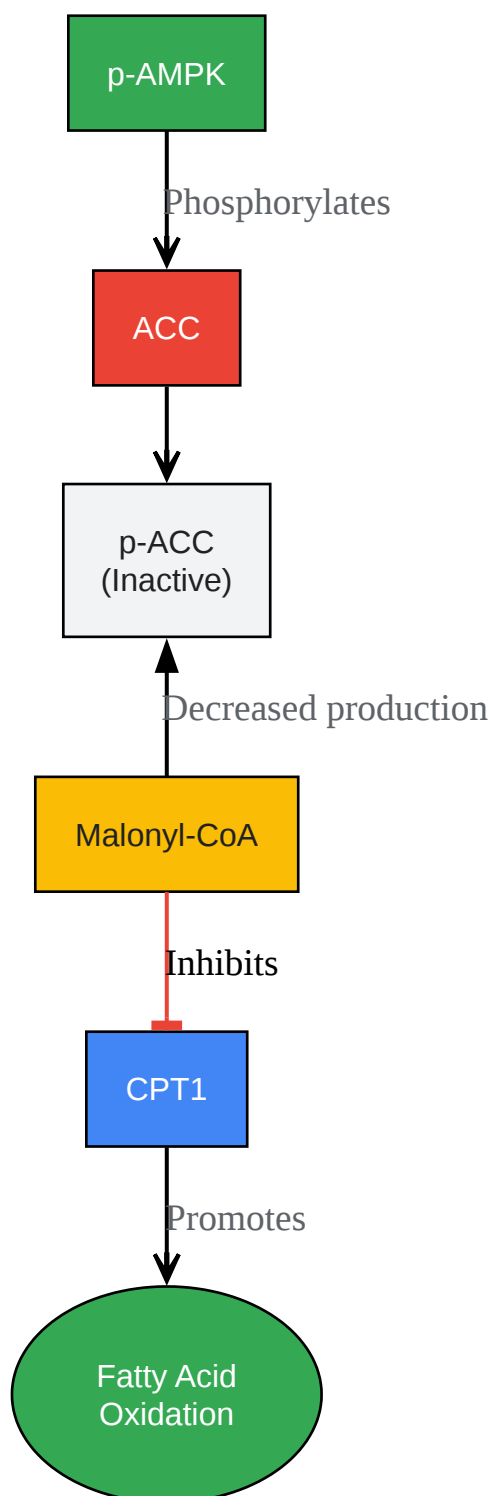 p-AMPK
Phosphorylates
ACC
p-ACC
(Inactive)
Decreased production
Malonyl-CoA
Inhibits
CPT1
Promotes
Fatty Acid
Oxidation